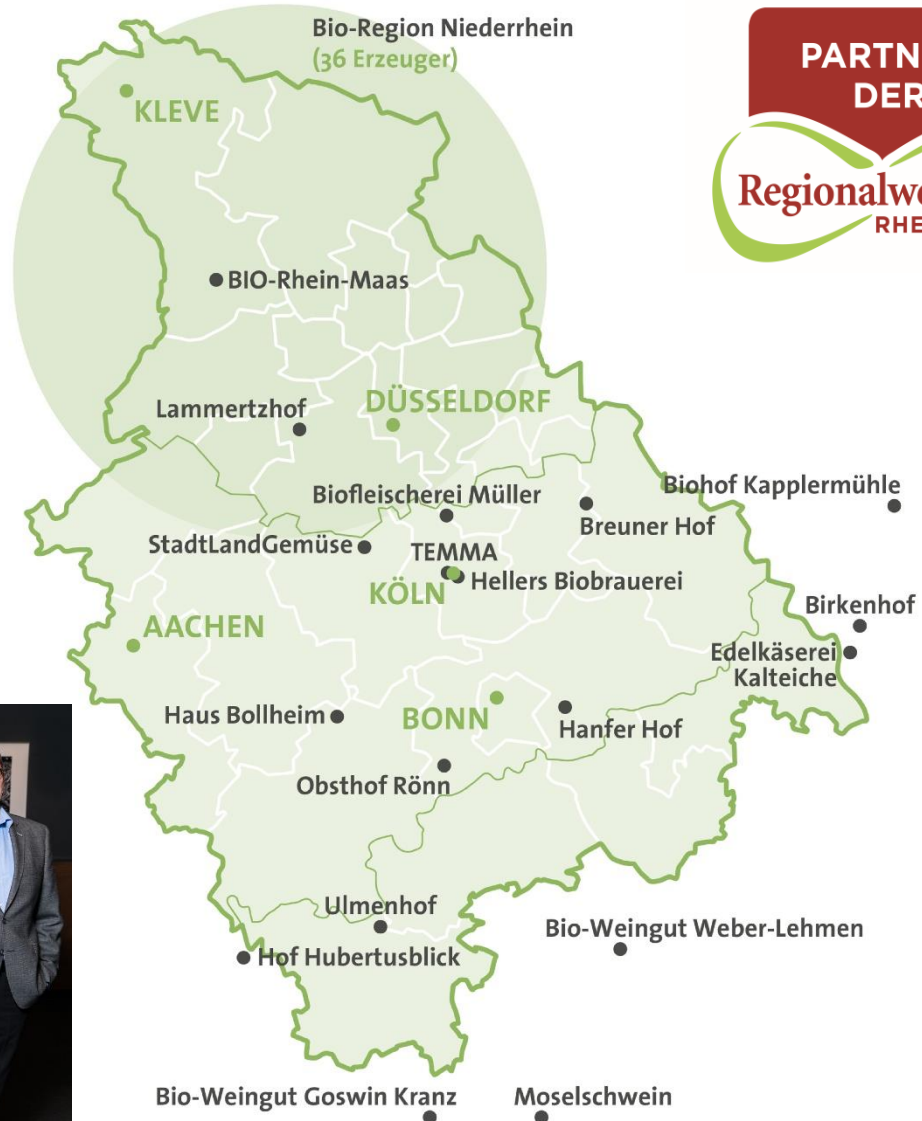 Bio-Region Niederrhein
(36 Erzeuger)
PARTN
DER
KLEVE
Regionalwe
RHE
BIO-Rhein-Maas
Lammertzhof
DÜSSELDORF
Biofleischerei Müller
Biohof Kapplermühle
Breuner Hof
StadtLandGemüse
TEMMA
KÖLN
Hellers Biobrauerei
Birkenhof
AACHEN
Edelkäserei
Kalteiche
Haus Bollheim
BONN
Hanfer Hof
Obsthof Rönn
Ulmenhof
Bio-Weingut Weber-Lehmen
Hof Hubertusblick
Bio-Weingut Goswin Kranz
Moselschwein